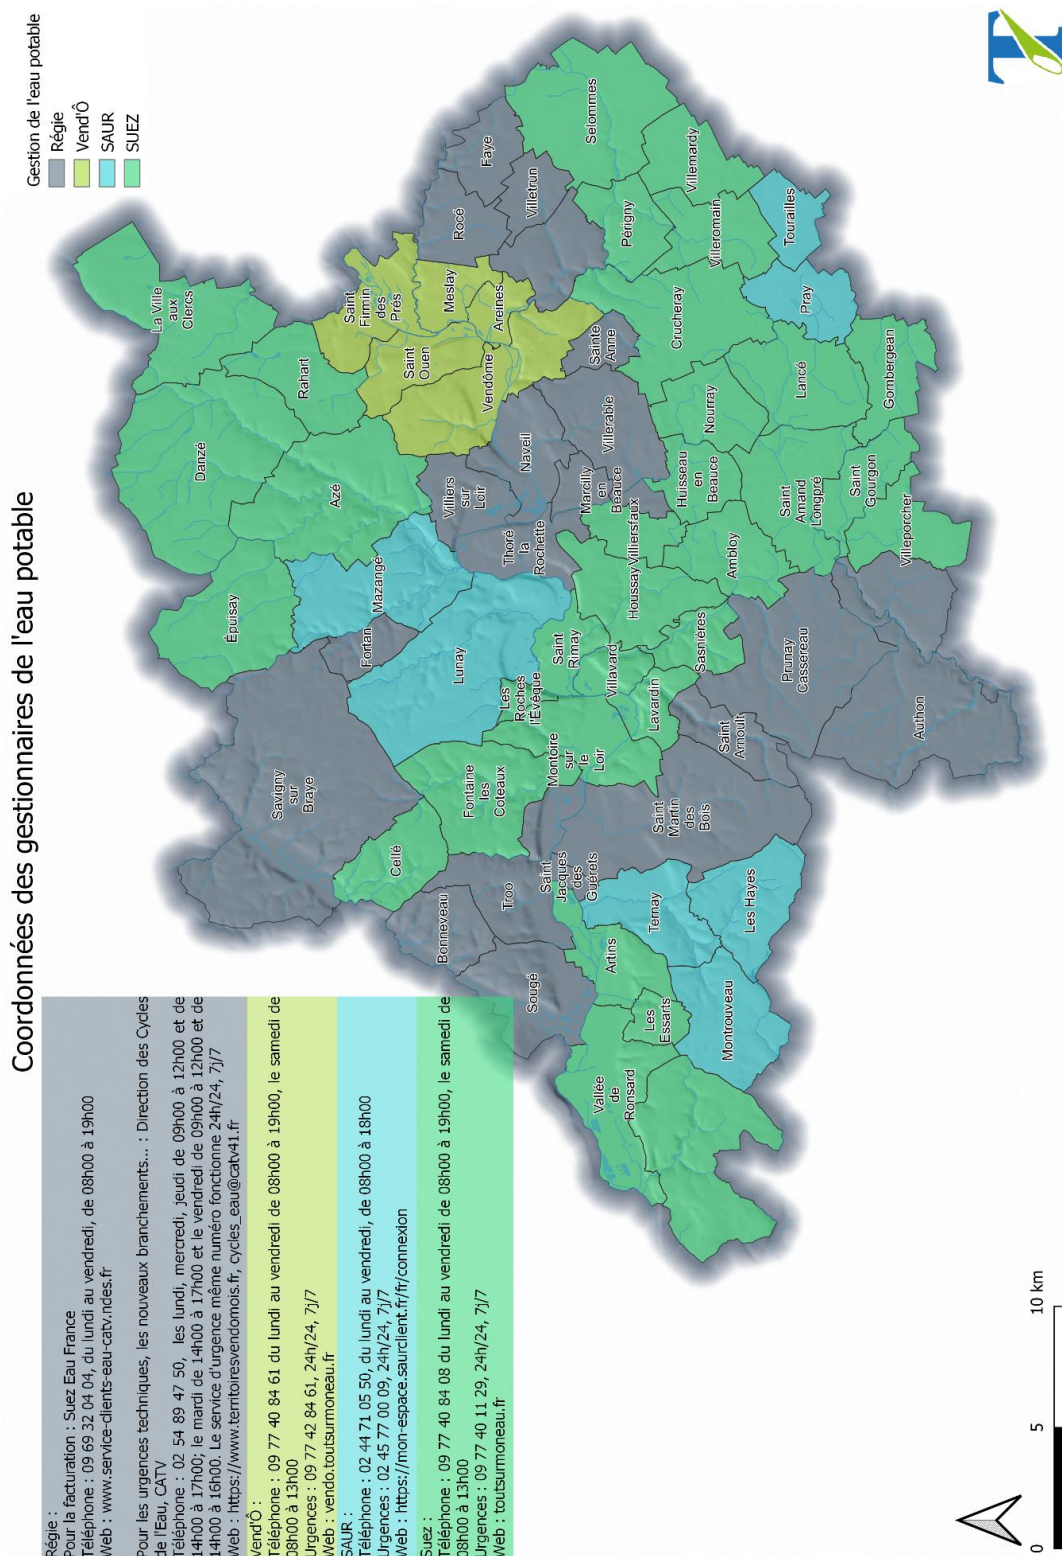 Coordonnées des gestionnaires de l'eau potable
Gestion de l'eau potable
Régie
Vend'Ô
SAUR
SUEZ
Régie :
Pour la facturation : Suez Eau France
Téléphone : 09 69 32 04 04, du lundi au vendredi, de 08h00 à 19h00
Web : www.service-clients-eau-catv.ndes.fr
Pour les urgences techniques, les nouveaux branchements... : Direction des Cycles
de l'Eau, CATV
Téléphone : 02 54 89 47 50, les lundi, mercredi, jeudi de 09h00 à 12h00 et de
14h00 à 17h00; le mardi de 14h00 à 17h00 et le vendredi de 09h00 à 12h00 et de
14h00 à 16h00. Le service d'urgence même numéro fonctionne 24h/24, 7j/7
Web : https://www.territoiresvendomois.fr, cycles_eau@catv41.fr
Vend'Ô :
Téléphone : 09 77 40 84 61 du lundi au vendredi de 08h00 à 19h00, le samedi de
08h00 à 13h00
Urgences : 09 77 42 84 61, 24h/24, 7j/7
Web : vendo.toutsurmoneau.fr
SAUR :
Téléphone : 02 44 71 05 50, du lundi au vendredi, de 08h00 à 18h00
Urgences : 02 45 77 00 09, 24h/24, 7j/7
Web : https://mon-espace.saurclient.fr/fr/connexion
Suez :
Téléphone : 09 77 40 84 08 du lundi au vendredi de 08h00 à 19h00, le samedi de
08h00 à 13h00
Urgences : 09 77 40 11 29, 24h/24, 7j/7
Web : toutsurmoneau.fr
La Ville
aux
Clercs
Danzé
Rahart
Épuisay
Azé
Savigny
sur
Braye
Fortan
Mazangé
Saint
Firmin
des
Prés
Saint
Ouen
Meslay
Areines
Vendôme
Rocé
Faye
Villetrun
Selommes
Cellé
Lunay
Villiers
sur
Loir
Naveil
Thoré
la
Rochette
Marcilly
en
Beauce
Villerable
Sainte
Anne
Périgny
Villemardy
Villeromain
Crucheray
Tourailles
Pray
Bonneveau
Fontaine
les
Coteaux
Les
Roches
l'Évêque
Saint
Rimay
Houssay
Villiersfaux
Huisseau
en
Beauce
Nourray
Lancé
Gombergean
Sougé
Troo
Montoire
sur
le
Loir
Villavard
Lavardin
Sasnières
Ambloy
Saint
Amand
Longpré
Saint
Gourgon
Villeporcher
Saint
Jacques
des
Guérets
Saint
Martin
des
Bois
Saint
Arnoult
Prunay
Cassereau
Authon
Artins
Ternay
Les Hayes
Les
Essarts
Montrouveau
Vallée
de
Ronsard
0
5
10 km